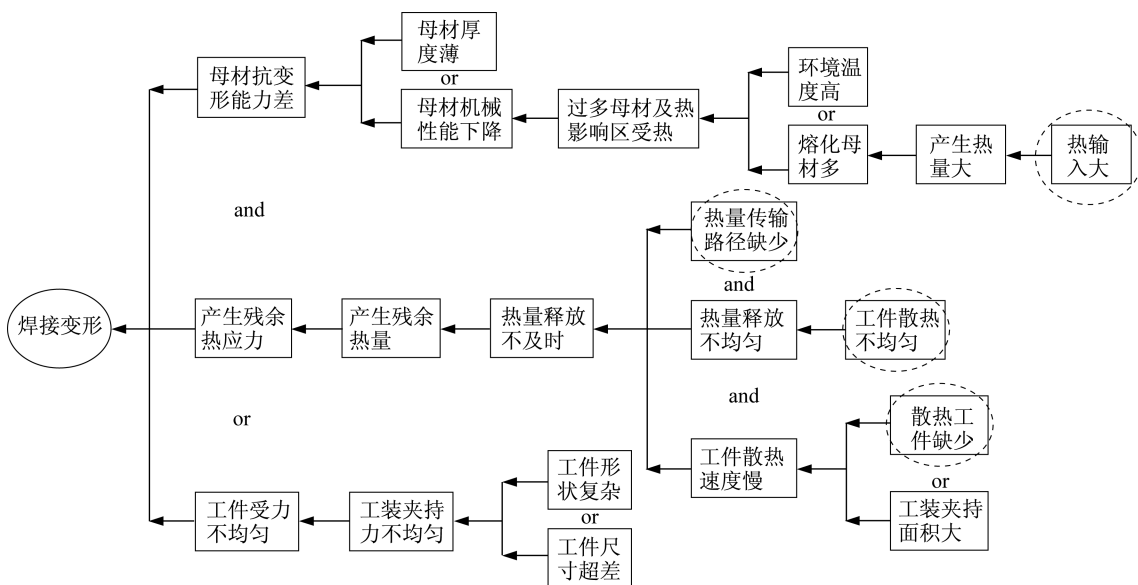 母材厚
度薄
or
母材抗变
形能力差
母材机械
性能下降
过多母材及热
影响区受热
环境温
度高
or
熔化母
材多
产生热
量大
热输
入大
and
热量传输
路径缺少
and
焊接变形
产生残余
热应力
产生残余
热量
热量释放
不及时
热量释放
不均匀
工件散热
不均匀
and
or
工件散热
速度慢
散热工
件缺少
or
工装夹持
面积大
工件受力
不均匀
工装夹持
力不均匀
工件形
状复杂
or
工件尺
寸超差